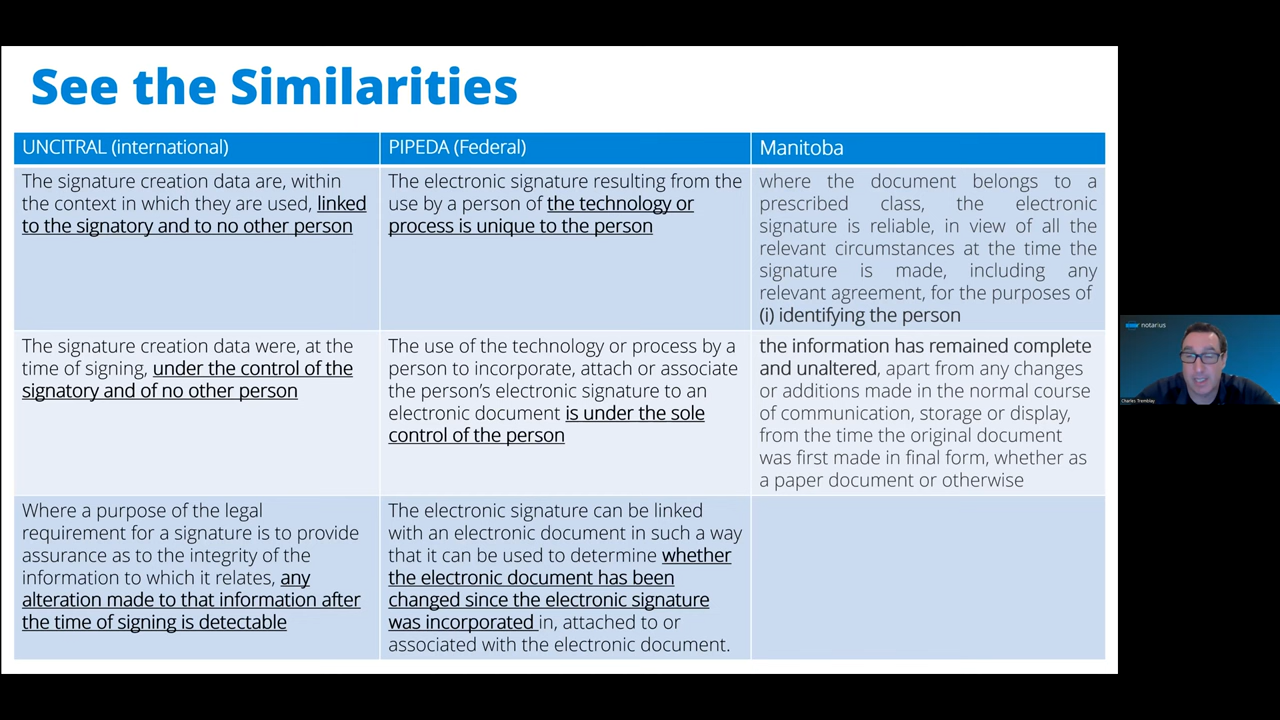 See the Similarities
UNCITRAL (international)
PIPEDA (Federal)
Manitoba
The signature creation data are, within
the context in which they are used, linked
to the signatory and to no other person
The electronic signature resulting from the
use by a person of the technology or
process is unique to the person
where the document belongs to a
prescribed class, the electronic
signature is reliable, in view of all the
relevant circumstances at the time the
signature is made, including any
relevant agreement, for the purposes of
(i) identifying the person
The signature creation data were, at the
time of signing, under the control of the
signatory and of no other person
The use of the technology or process by a
person to incorporate, attach or associate
the person's electronic signature to an
electronic document is under the sole
control of the person
the information has remained complete
and unaltered, apart from any changes
or additions made in the normal course
of communication, storage or display,
from the time the original document
was first made in final form, whether as
a paper document or otherwise
Where a purpose of the legal
requirement for a signature is to provide
assurance as to the integrity of the
information to which it relates, any
alteration made to that information after
the time of signing is detectable
The electronic signature can be linked
with an electronic document in such a way
that it can be used to determine whether
the electronic document has been
changed since the electronic signature
was incorporated in, attached to or
associated with the electronic document.
notarius
Charles Tremblay